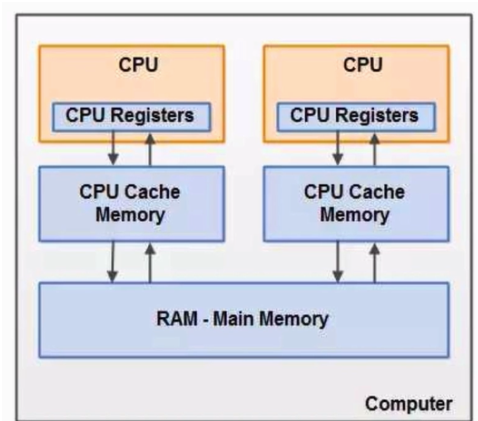 CPU
CPU
CPU Registers
CPU Registers
CPU Cache
Memory
CPU Cache
Memory
RAM - Main Memory
Computer